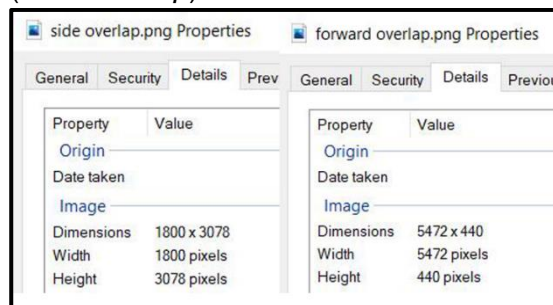 side overlap.png Properties
General Security Details Prev
Property Value
Origin
Date taken
Image
Dimensions 1800 x 3078
Width 1800 pixels
Height 3078 pixels
forward overlap.png Properties
General Security Details Previou
Property Value
Origin
Date taken
Image
Dimensions 5472 x 440
Width 5472 pixels
Height 440 pixels